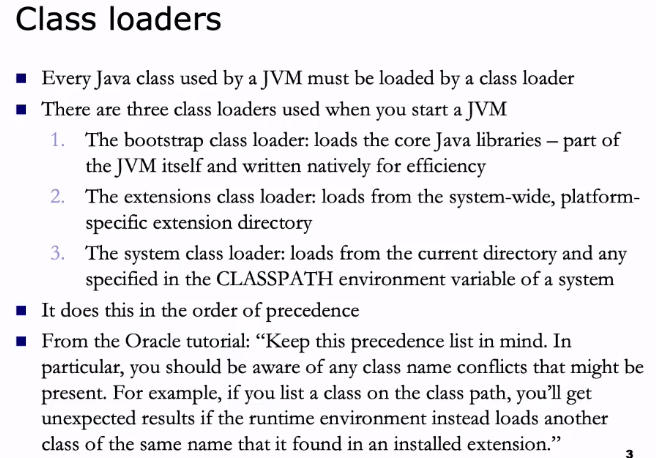 Class loaders
■ Every Java class used by a JVM must be loaded by a class loader
■ There are three class loaders used when you start a JVM
1. The bootstrap class loader: loads the core Java libraries – part of
the JVM itself and written natively for efficiency
2. The extensions class loader: loads from the system-wide, platform-
specific extension directory
3. The system class loader: loads from the current directory and any
specified in the CLASSPATH environment variable of a system
■ It does this in the order of precedence
■ From the Oracle tutorial: “Keep this precedence list in mind. In
particular, you should be aware of any class name conflicts that might be
present. For example, if you list a class on the class path, you’ll get
unexpected results if the runtime environment instead loads another
class of the same name that it found in an installed extension.”
3